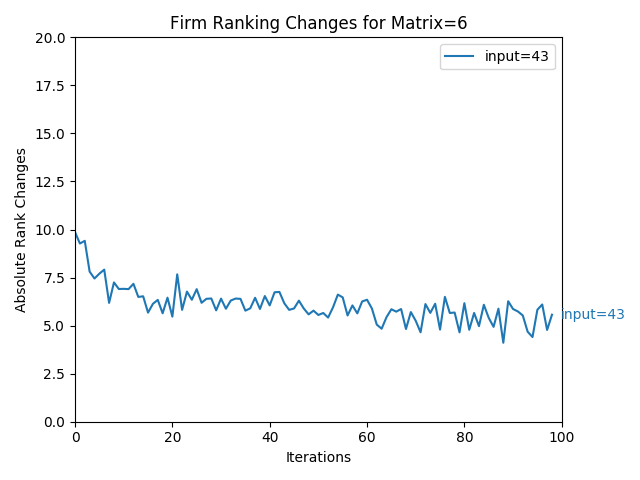 Firm Ranking Changes for Matrix=6
input=43
Absolute Rank Changes
20.0
17.5
15.0
12.5
10.0
7.5
5.0
2.5
0.0
input=43
0 20 40 60 80 100
Iterations